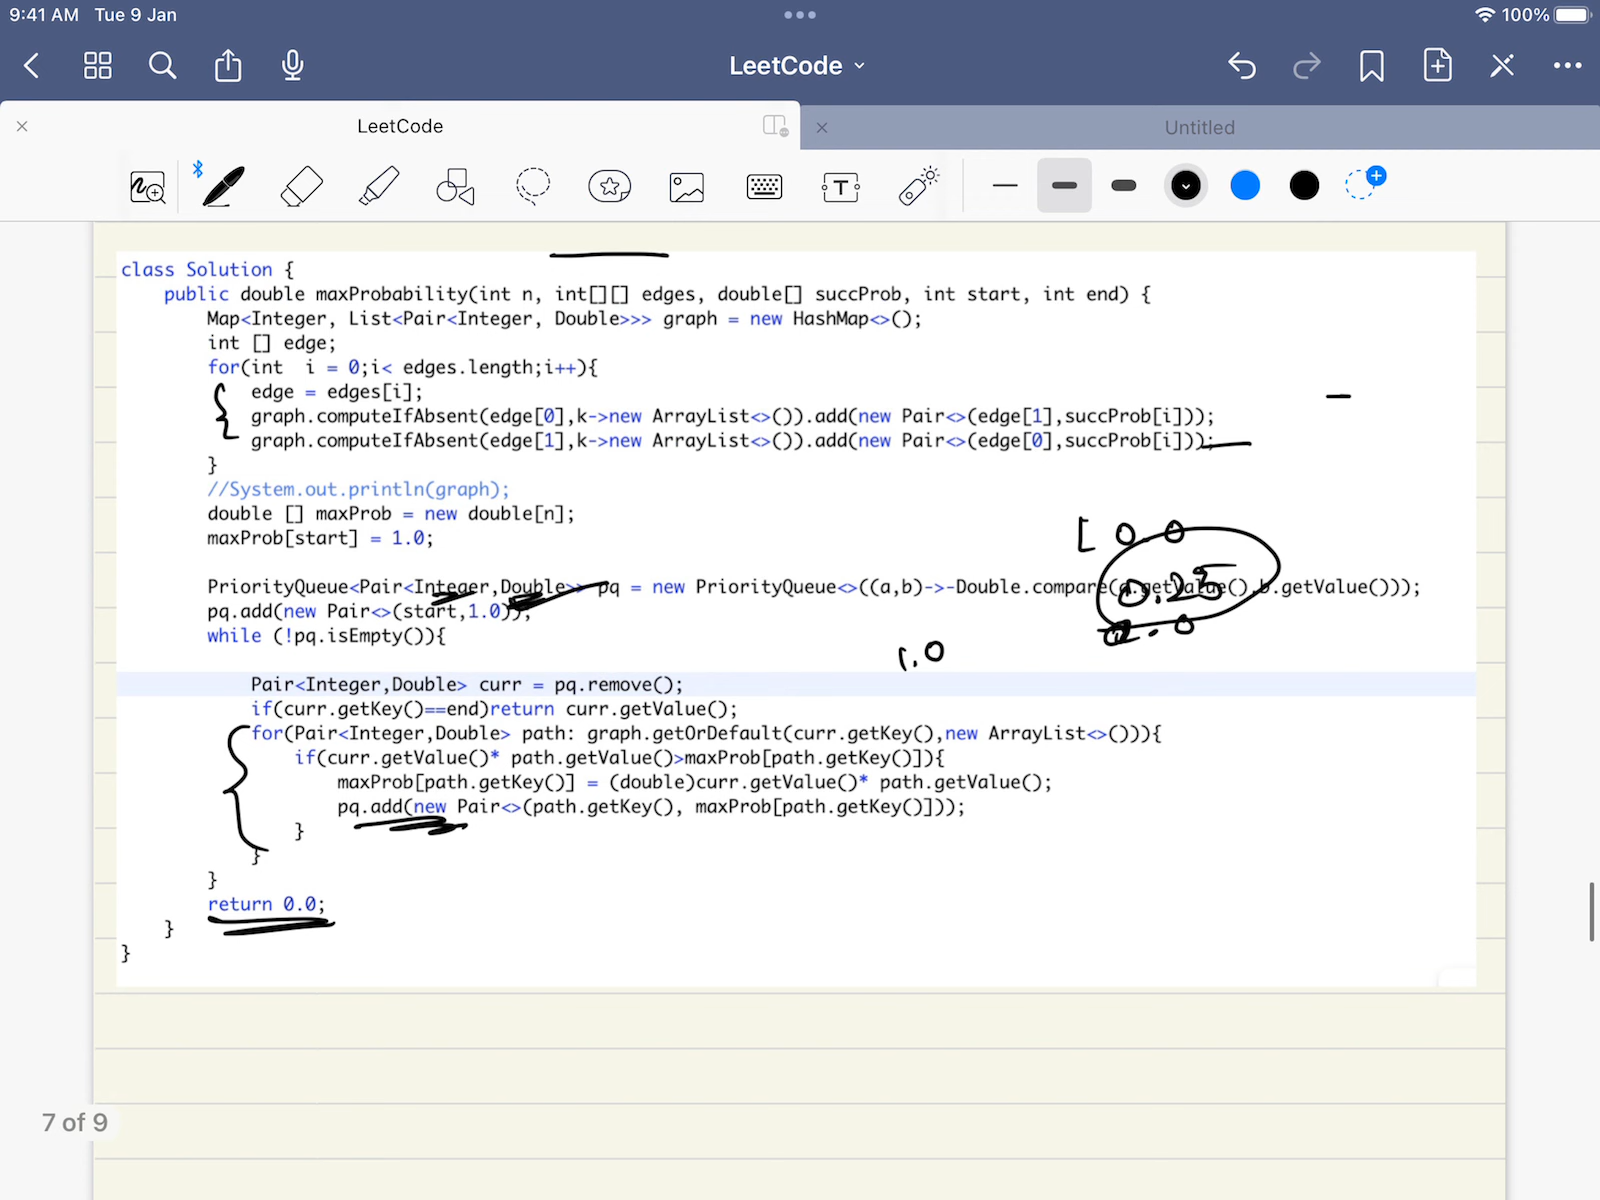 9:41 AM Tue 9 Jan
100%
LeetCode
LeetCode
Untitled
class Solution {
public double maxProbability(int n, int[][] edges, double[] succProb, int start, int end) {
Map<Integer, List<Pair<Integer, Double>>> graph = new HashMap<>();
int [] edge;
for(int i = 0;i< edges.length;i++){
edge = edges[i];
graph.computeIfAbsent(edge[0],k->new ArrayList<>()).add(new Pair<>(edge[1],succProb[i]));
graph.computeIfAbsent(edge[1],k->new ArrayList<>()).add(new Pair<>(edge[0],succProb[i]));
}
//System.out.println(graph);
double [] maxProb = new double[n];
maxProb[start] = 1.0;
[ 0.0
PriorityQueue<Pair<Integer,Double>> pq = new PriorityQueue<>((a,b)->-Double.compare(a.getValue(),b.getValue()));
0.25
pq.add(new Pair<>(start,1.0));
while (!pq.isEmpty()){
1.0
Pair<Integer,Double> curr = pq.remove();
if(curr.getKey()==end)return curr.getValue();
for(Pair<Integer,Double> path: graph.getOrDefault(curr.getKey(),new ArrayList<>())){
if(curr.getValue()* path.getValue()>maxProb[path.getKey()]){
maxProb[path.getKey()] = (double)curr.getValue()* path.getValue();
pq.add(new Pair<>(path.getKey(), maxProb[path.getKey()]));
}
}
}
return 0.0;
}
}
7 of 9